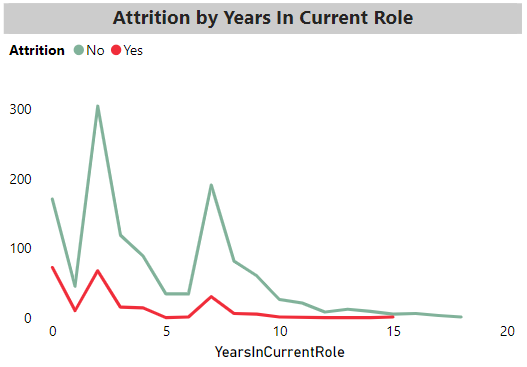 Attrition by Years In Current Role
Attrition No Yes
300
200
100
0
0 5 10 15 20
YearsInCurrentRole